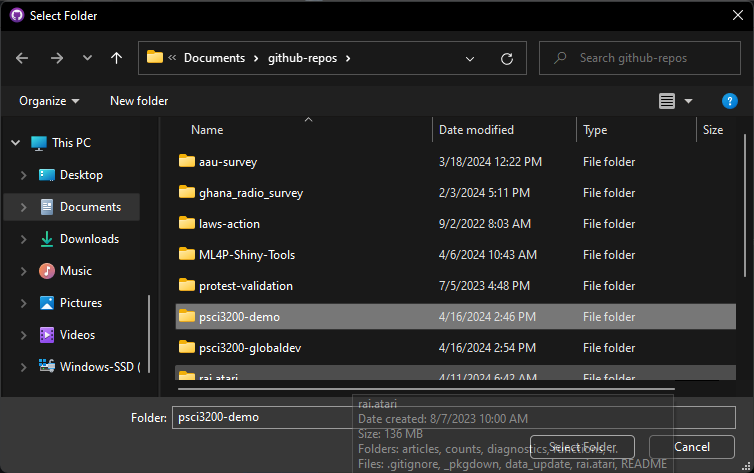 Select Folder
Documents github-repos
Search github-repos
Organize New folder
Name Date modified Type Size
This PC
Desktop
Documents
Downloads
Music
Pictures
Videos
Windows-SSD (
aau-survey 3/18/2024 12:22 PM File folder
ghana_radio_survey 2/3/2024 5:11 PM File folder
laws-action 9/2/2022 8:03 AM File folder
ML4P-Shiny-Tools 4/6/2024 10:43 AM File folder
protest-validation 7/5/2023 4:48 PM File folder
psci3200-demo 4/16/2024 2:46 PM File folder
psci3200-globaldev 4/16/2024 2:54 PM File folder
rai.atari 4/11/2024 6:42 AM File folder
Folder: psci3200-demo
rai.atari
Date created: 8/7/2023 10:00 AM
Size: 136 MB
Folders: articles, counts, diagnostics, functions, il.
Files: .gitignore, _pkgdown, data_update, rai.atari, README
Select Folder Cancel